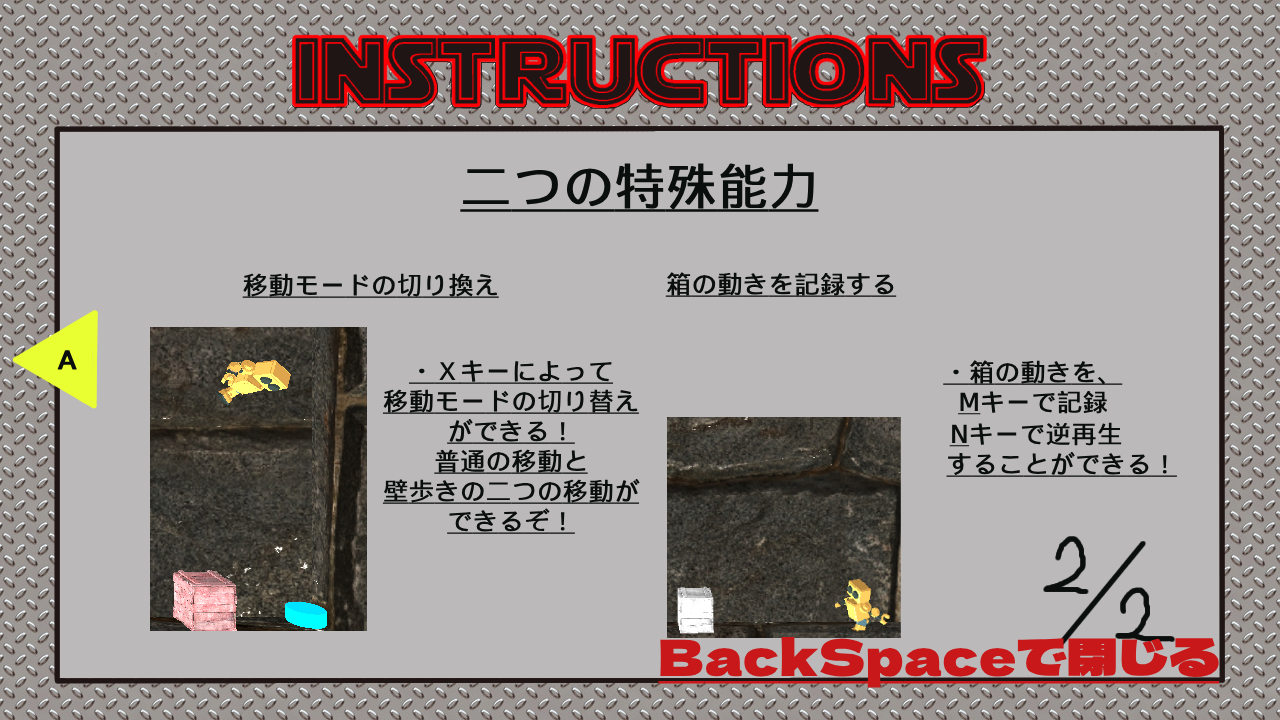 INSTRUCTIONS
二つの特殊能力
移動モードの切り換え
・Xキーによって
移動モードの切り替え
ができる！
普通の移動と
壁歩きの二つの移動が
できるぞ！
箱の動きを記録する
・箱の動きを、
Mキーで記録
Nキーで逆再生
することができる！
A
2/2
BackSpaceで閉じる